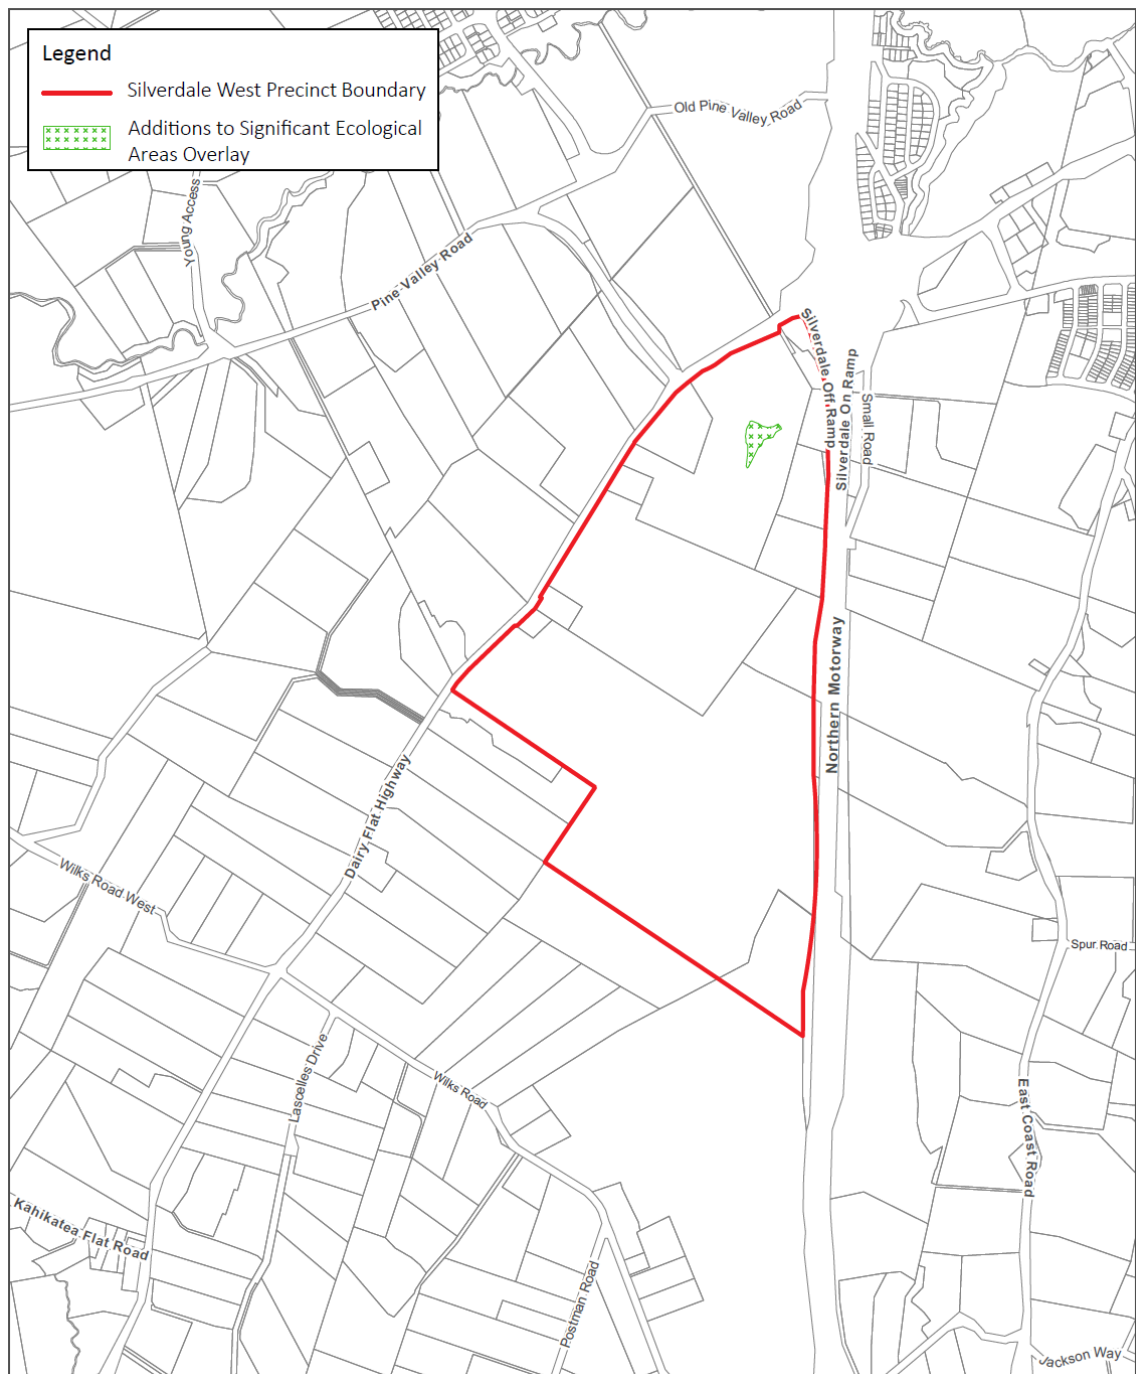 Legend
Silverdale West Precinct Boundary
Additions to Significant Ecological
Areas Overlay
Old Pine Valley Road
Young Access
Pine Valley Road
Silverdale Off Ramp
Silverdale On Ramp
Small Road
Northern Motorway
Dairy Flat Highway
Wilks Road West
Spur Road
Lascelles Drive
Wilks Road
East Coast Road
Kahikatea Flat Road
Postman Road
Jackson Way